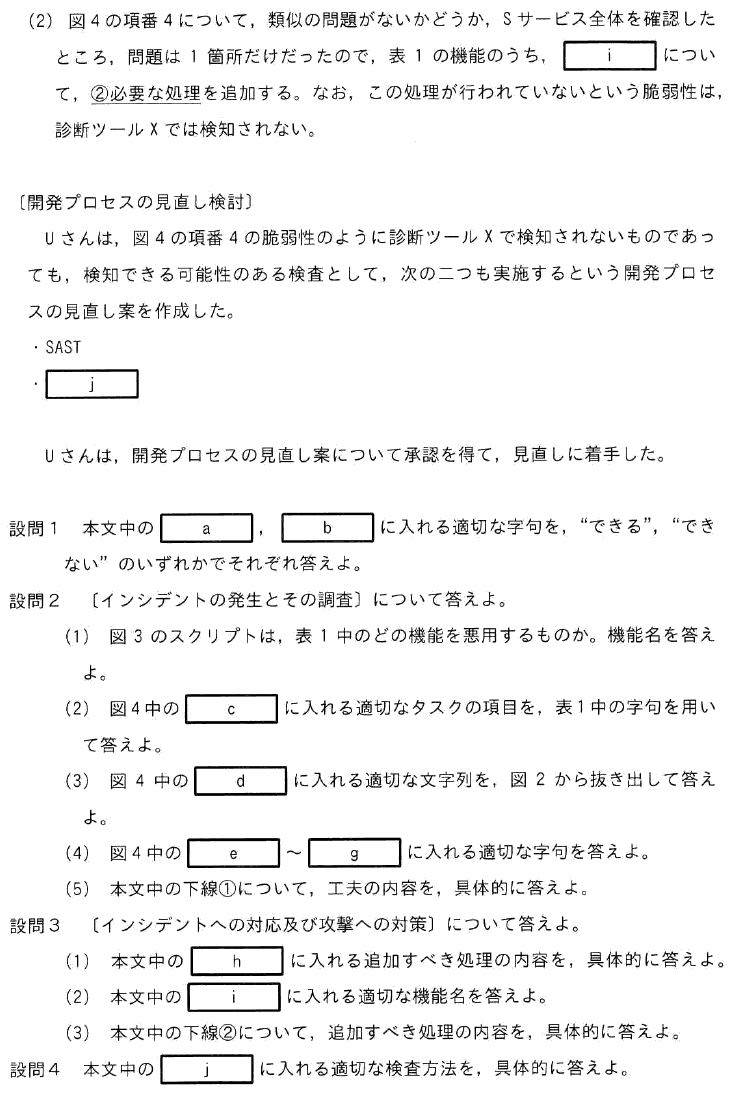 (2) 図4の項番4について，類似の問題がないかどうか，Sサービス全体を確認した
ところ，問題は1箇所だけだったので，表1の機能のうち， i につい
て，②必要な処理を追加する。なお，この処理が行われていないという脆弱性は，
診断ツールXでは検知されない。
〔開発プロセスの見直し検討〕
Uさんは，図4の項番4の脆弱性のように診断ツールXで検知されないものであっ
ても，検知できる可能性のある検査として，次の二つも実施するという開発プロセ
スの見直し案を作成した。
・SAST
・ j
Uさんは，開発プロセスの見直し案について承認を得て，見直しに着手した。
設問1 本文中の a ， b に入れる適切な字句を，“できる”，“でき
ない”のいずれかでそれぞれ答えよ。
設問2 〔インシデントの発生とその調査〕について答えよ。
(1) 図3のスクリプトは，表1中のどの機能を悪用するものか。機能名を答え
よ。
(2) 図4中の c に入れる適切なタスクの項目を，表1中の字句を用い
て答えよ。
(3) 図4中の d に入れる適切な文字列を，図2から抜き出して答え
よ。
(4) 図4中の e ～ g に入れる適切な字句を答えよ。
(5) 本文中の下線①について，工夫の内容を，具体的に答えよ。
設問3 〔インシデントへの対応及び攻撃への対策〕について答えよ。
(1) 本文中の h に入れる追加すべき処理の内容を，具体的に答えよ。
(2) 本文中の i に入れる適切な機能名を答えよ。
(3) 本文中の下線②について，追加すべき処理の内容を，具体的に答えよ。
設問4 本文中の j に入れる適切な検査方法を，具体的に答えよ。